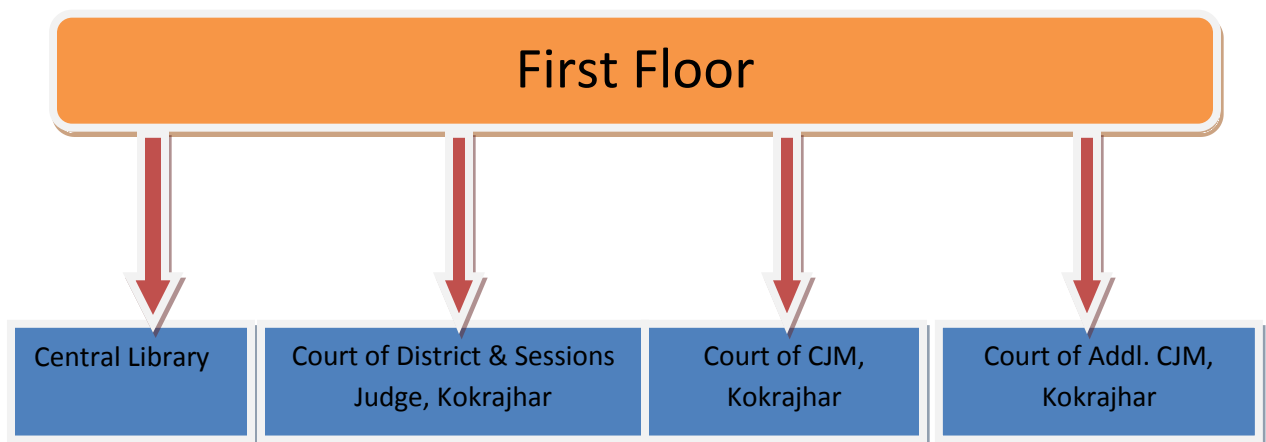 First Floor
Central Library
Court of District & Sessions
Judge, Kokrajhar
Court of CJM,
Kokrajhar
Court of Addl. CJM,
Kokrajhar